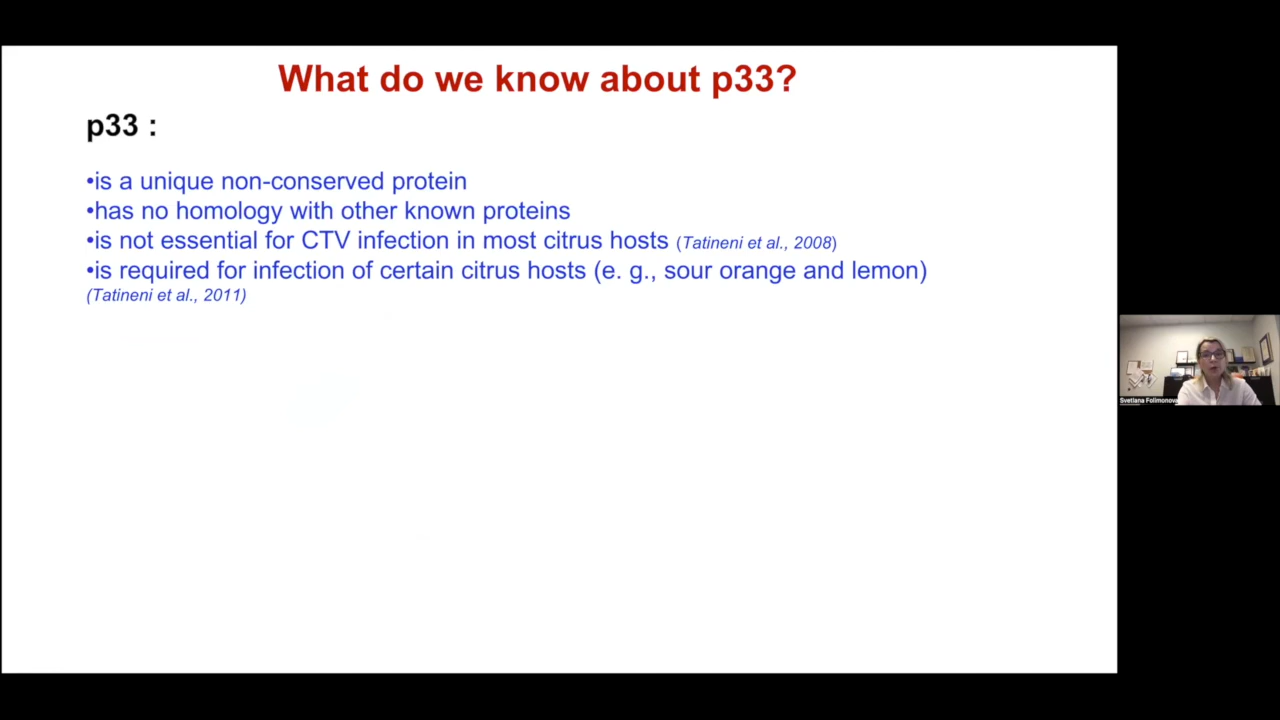 What do we know about p33?
p33 :
•is a unique non-conserved protein
•has no homology with other known proteins
•is not essential for CTV infection in most citrus hosts (Tatineni et al., 2008)
•is required for infection of certain citrus hosts (e. g., sour orange and lemon)
(Tatineni et al., 2011)
Svetlana Folimonova